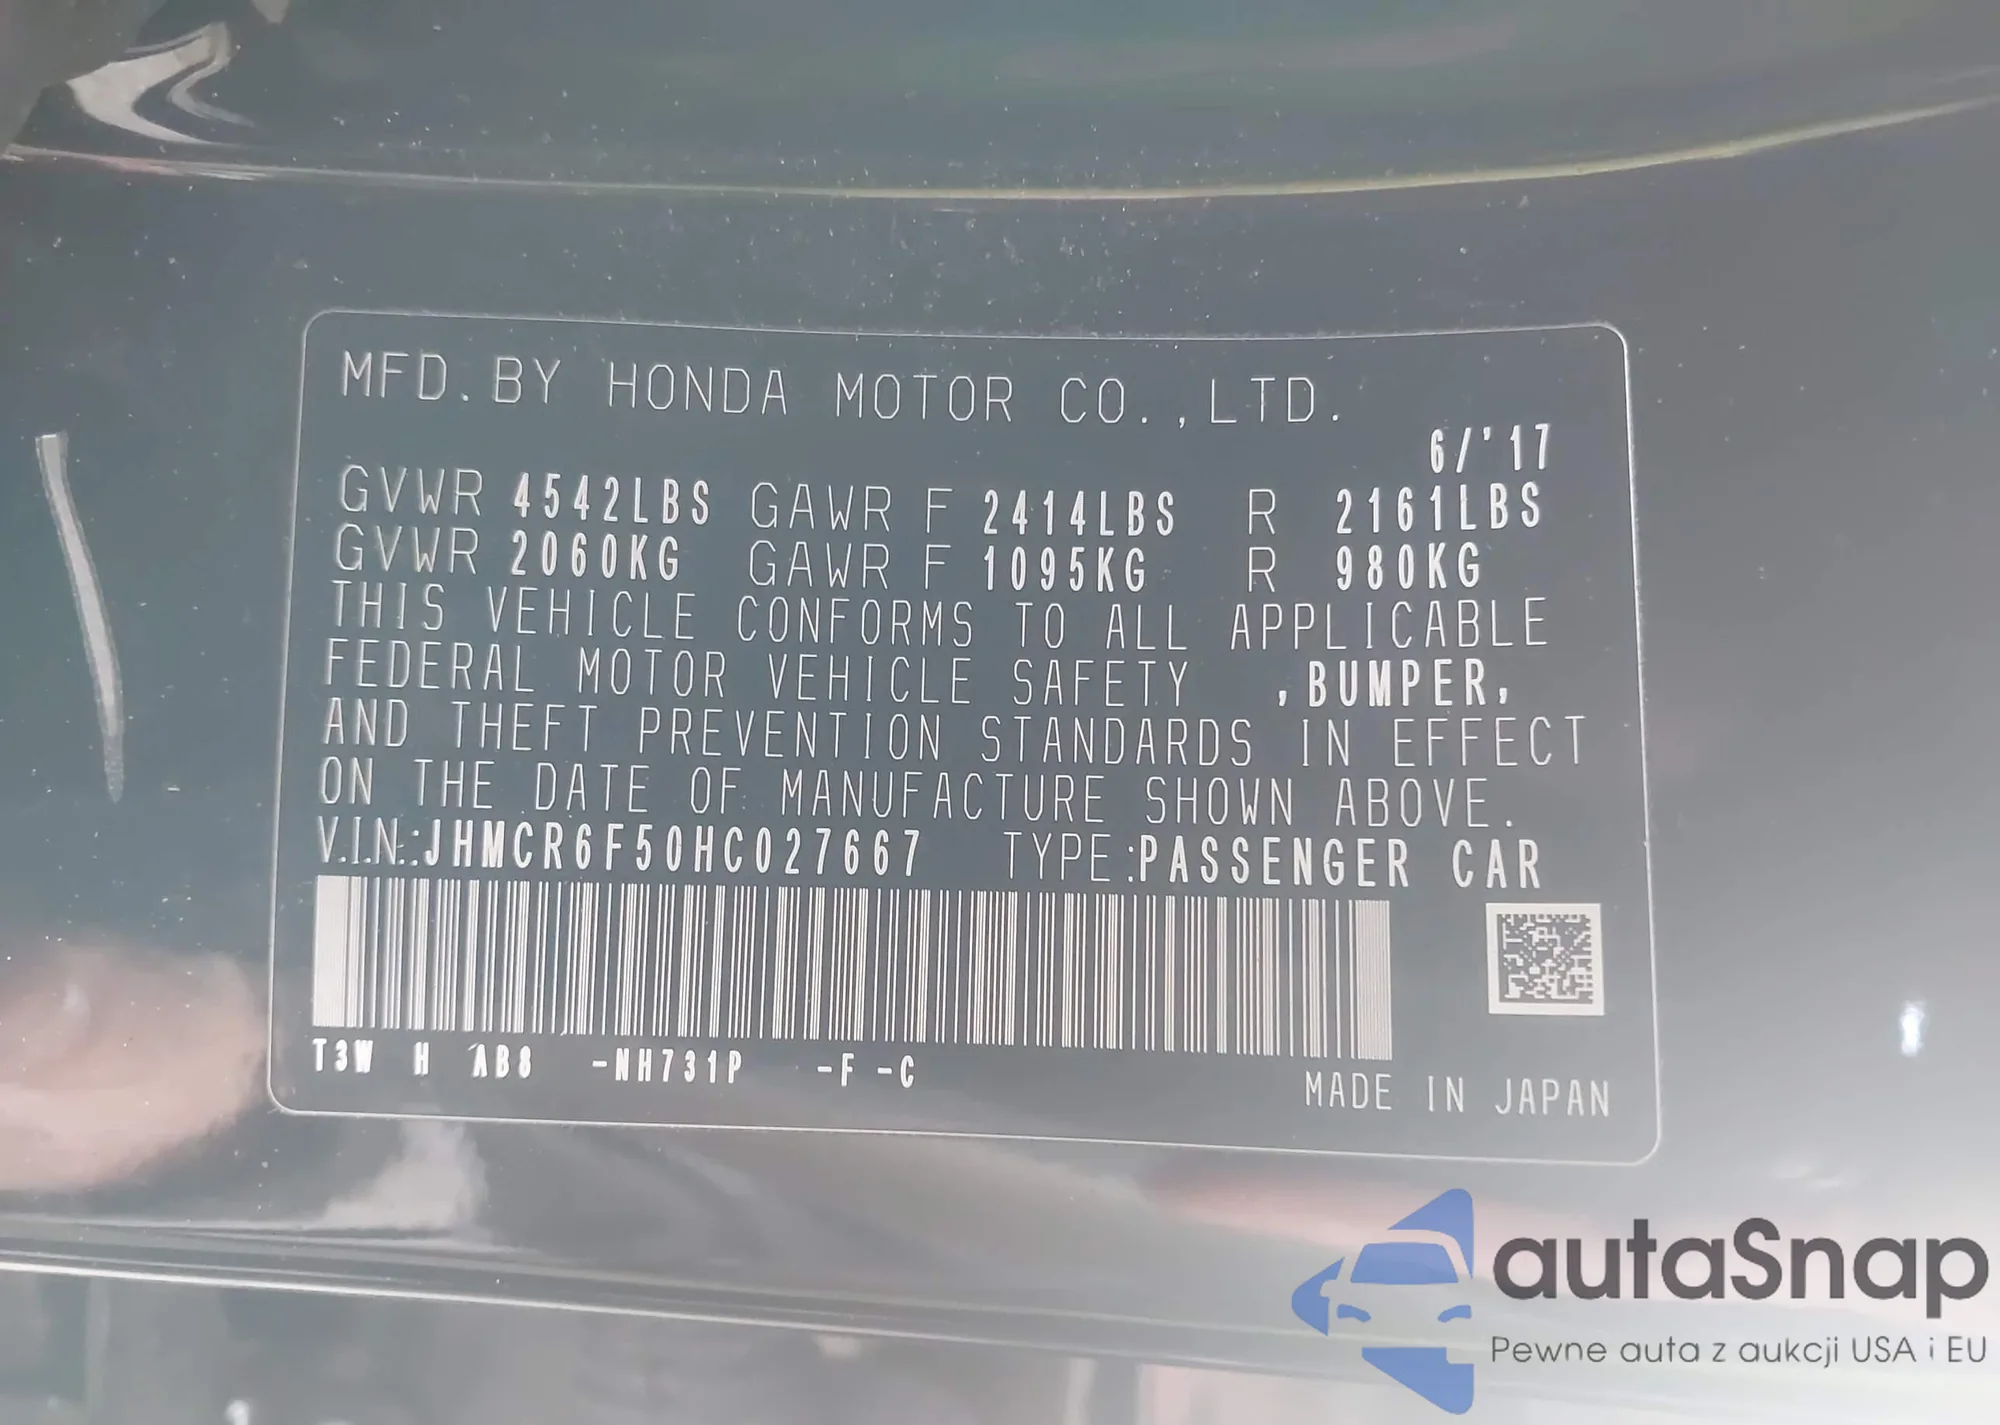 MFD. BY HONDA MOTOR CO., LTD.
6/'17
GVWR 4542LBS GAWR F 2414LBS R 2161LBS
GVWR 2060KG GAWR F 1095KG R 980KG
THIS VEHICLE CONFORMS TO ALL APPLICABLE
FEDERAL MOTOR VEHICLE SAFETY ,BUMPER,
AND THEFT PREVENTION STANDARDS IN EFFECT
ON THE DATE OF MANUFACTURE SHOWN ABOVE.
V.I.N.:JHMCR6F50HC027667 TYPE:PASSENGER CAR
T3W H AB8 -NH731P -F -C
MADE IN JAPAN
autaSnap
Pewne auta z aukcji USA i EU